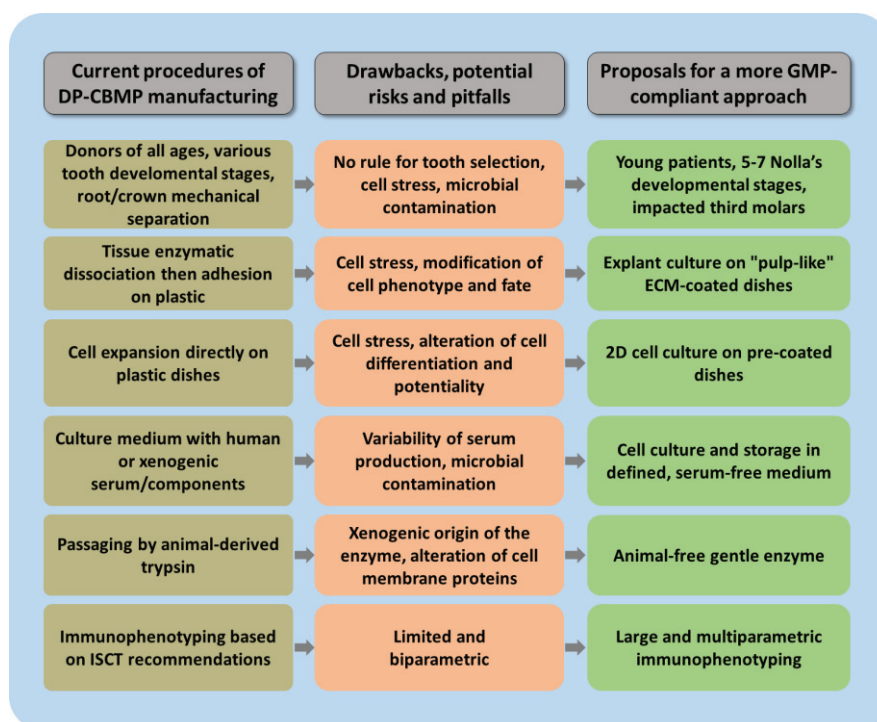 Current procedures of
DP-CBMP manufacturing
Drawbacks, potential
risks and pitfalls
Proposals for a more GMP-
compliant approach
Donors of all ages, various
tooth develomental stages,
root/crown mechanical
separation
No rule for tooth selection,
cell stress, microbial
contamination
Young patients, 5-7 Nolla's
developmental stages,
impacted third molars
Tissue enzymatic
dissociation then adhesion
on plastic
Cell stress, modification of
cell phenotype and fate
Explant culture on "pulp-like"
ECM-coated dishes
Cell expansion directly on
plastic dishes
Cell stress, alteration of cell
differentiation and
potentiality
2D cell culture on pre-coated
dishes
Culture medium with human
or xenogenic
serum/components
Variability of serum
production, microbial
contamination
Cell culture and storage in
defined, serum-free medium
Passaging by animal-derived
trypsin
Xenogenic origin of the
enzyme, alteration of cell
membrane proteins
Animal-free gentle enzyme
Immunophenotyping based
on ISCT recommendations
Limited and
biparametric
Large and multiparametric
immunophenotyping